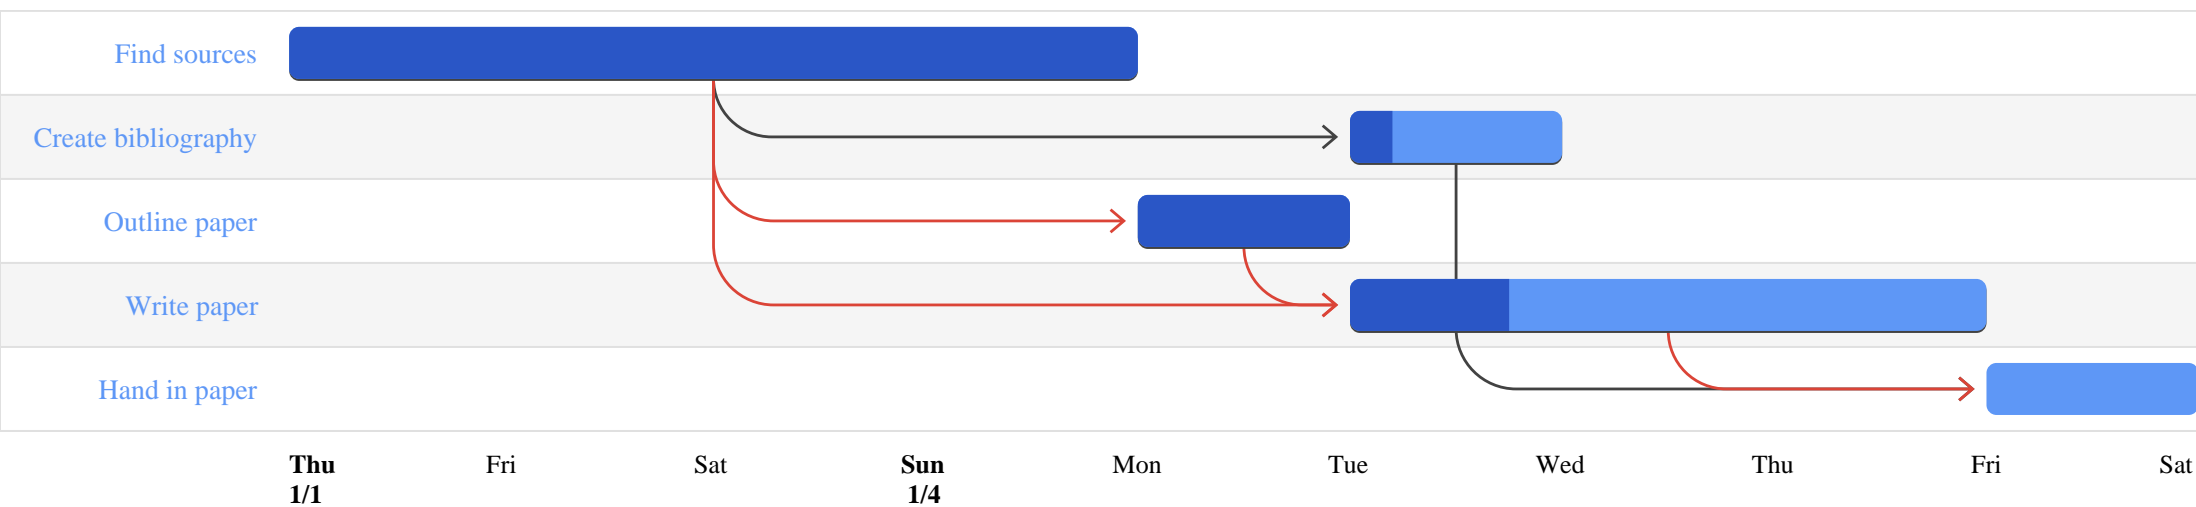 Find sources
Create bibliography
Outline paper
Write paper
Hand in paper
Thu Fri Sat Sun Mon Tue Wed Thu Fri Sat
1/1 1/4